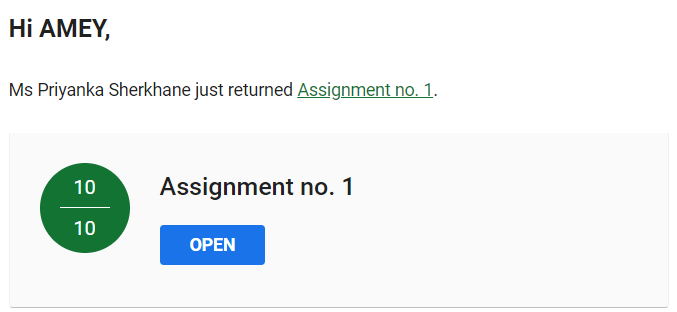 Hi AMEY,
Ms Priyanka Sherkhane just returned Assignment no. 1.
10
10
Assignment no. 1
OPEN